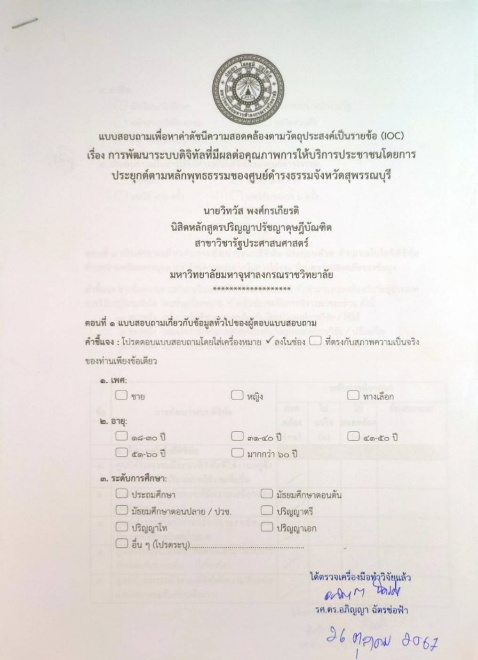 แบบสอบถามเพื่อหาค่าดัชนีความสอดคล้องตามวัตถุประสงค์เป็นรายข้อ (IOC)
เรื่อง การพัฒนาระบบดิจิทัลที่มีผลต่อคุณภาพการให้บริการประชาชนโดยการ
ประยุกต์ตามหลักพุทธธรรมของศูนย์ดำรงธรรมจังหวัดสุพรรณบุรี
นายวิทวัส พงศ์กรเกียรติ
นิสิตหลักสูตรปริญญาปรัชญาดุษฎีบัณฑิต
สาขาวิชารัฐประศาสนศาสตร์
มหาวิทยาลัยมหาจุฬาลงกรณราชวิทยาลัย
*******************
ตอนที่ ๑ แบบสอบถามเกี่ยวกับข้อมูลทั่วไปของผู้ตอบแบบสอบถาม
คำชี้แจง : โปรดตอบแบบสอบถามโดยใส่เครื่องหมาย ✓ ลงในช่อง ที่ตรงกับสภาพความเป็นจริง
ของท่านเพียงข้อเดียว
๑. เพศ:
ชาย หญิง ทางเลือก
๒. อายุ:
๑๘-๓๐ ปี ๓๑-๔๐ ปี ๔๑-๕๐ ปี
๕๑-๖๐ ปี มากกว่า ๖๐ ปี
๓. ระดับการศึกษา:
ประถมศึกษา มัธยมศึกษาตอนต้น
มัธยมศึกษาตอนปลาย / ปวช. ปริญญาตรี
ปริญญาโท ปริญญาเอก
อื่น ๆ (โปรดระบุ)..................................................
ได้ตรวจเครื่องมือทำวิจัยแล้ว
รศ.ดร.อภิญญา ฉัตรช่อฟ้า
26 ตุลาคม 2567